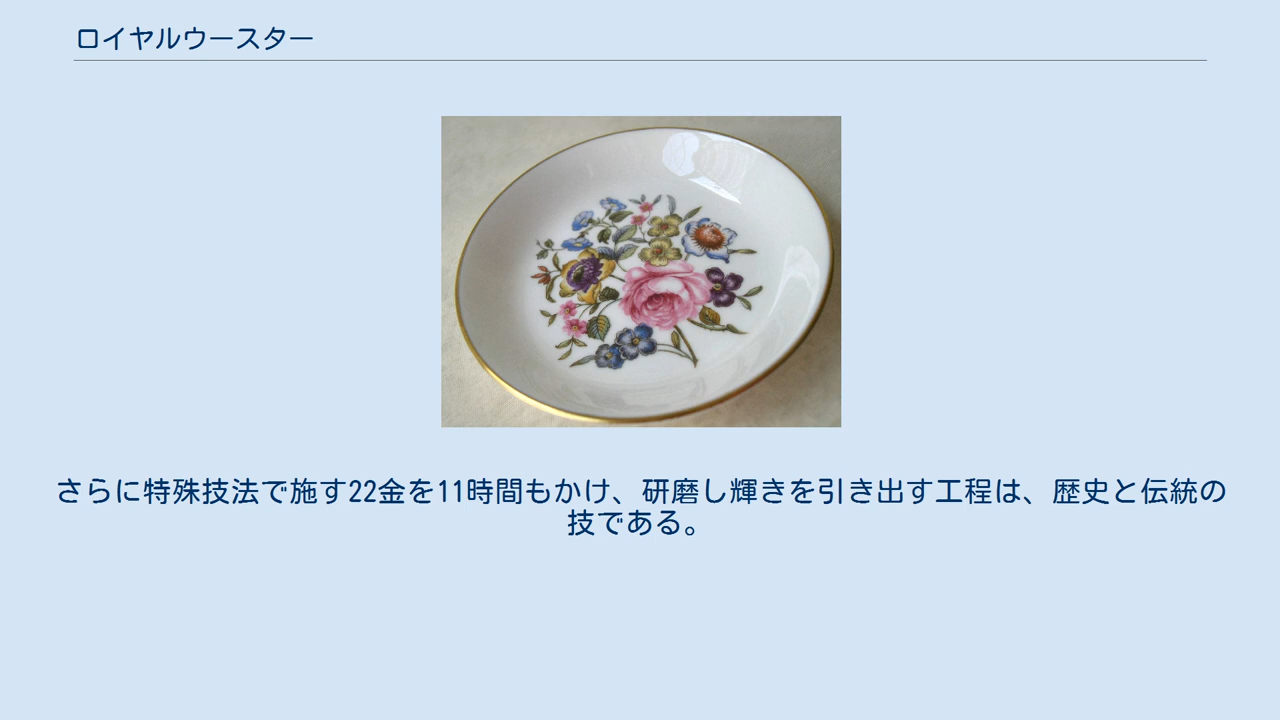 ロイヤルウースター
さらに特殊技法で施す22金を11時間もかけ、研磨し輝きを引き出す工程は、歴史と伝統の
技である。